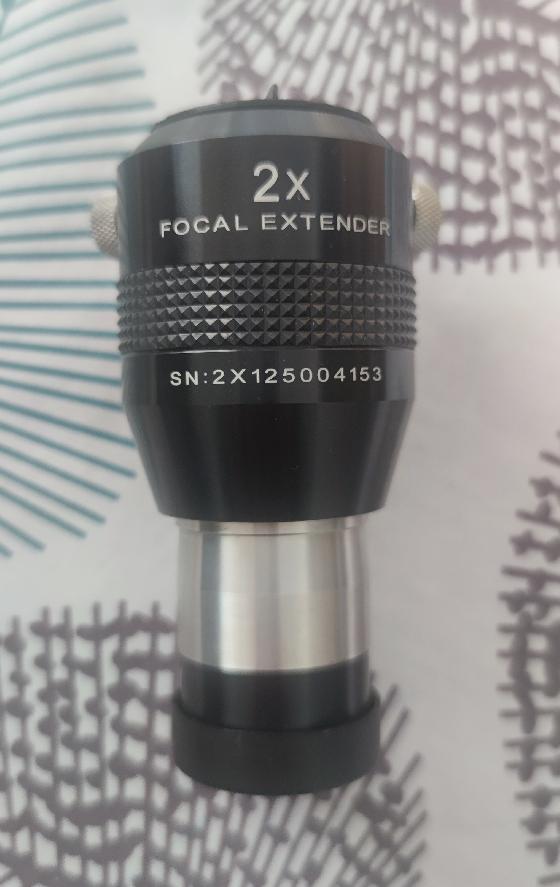 2x
FOCAL EXTENDER
SN:2X125004153